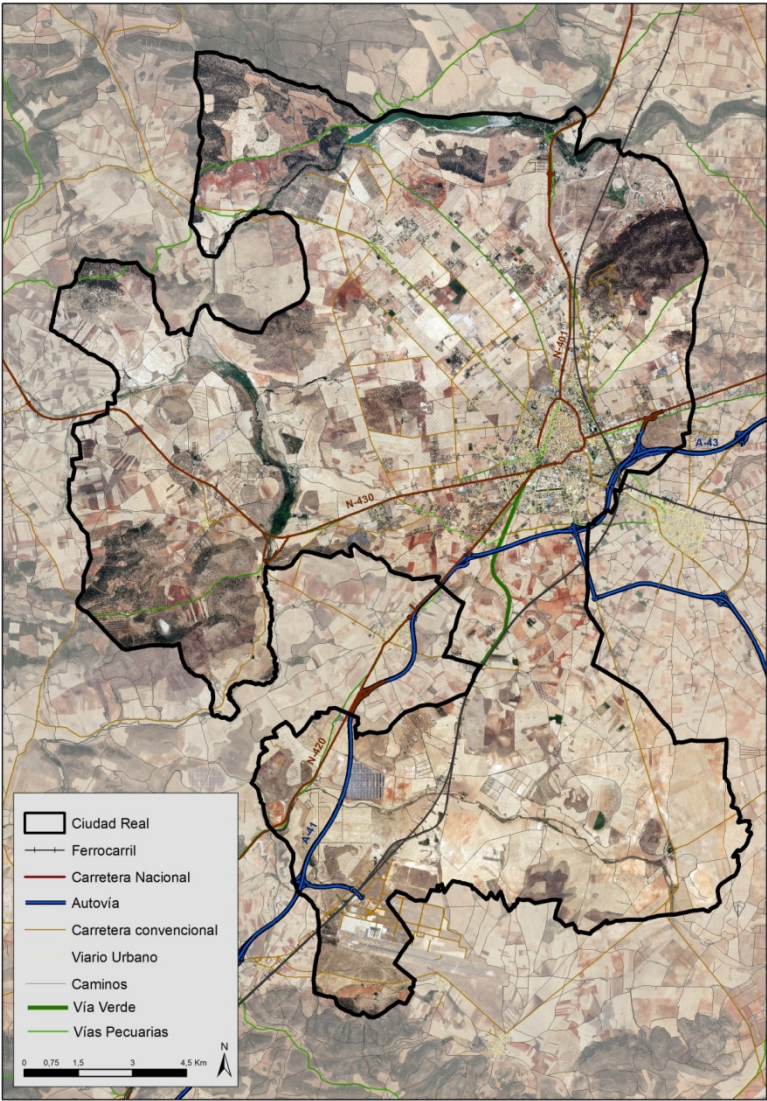 N-401
A-43
N-430
N-420
A-41
Ciudad Real
Ferrocarril
Carretera Nacional
Autovía
Carretera convencional
Viario Urbano
Caminos
Vía Verde
Vías Pecuarias
N
0 0,75 1,5 3 4,5 Km